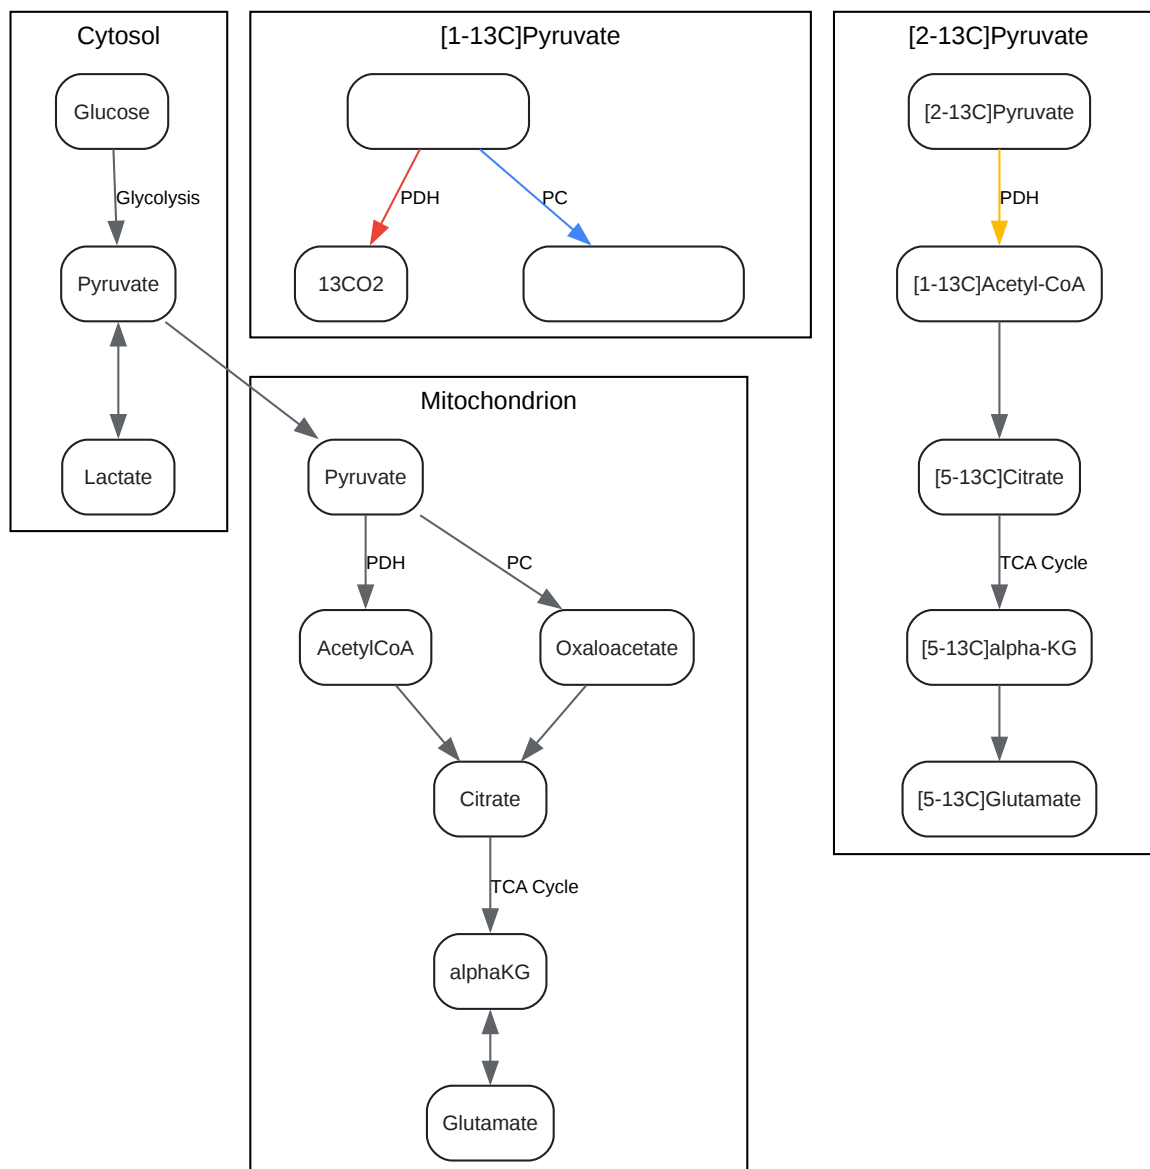 Cytosol
Glucose
Glycolysis
Pyruvate
Lactate
[1-13C]Pyruvate
PDH
PC
13CO2
Mitochondrion
Pyruvate
PDH
PC
AcetylCoA
Oxaloacetate
Citrate
TCA Cycle
alphaKG
Glutamate
[2-13C]Pyruvate
[2-13C]Pyruvate
PDH
[1-13C]Acetyl-CoA
[5-13C]Citrate
TCA Cycle
[5-13C]alpha-KG
[5-13C]Glutamate